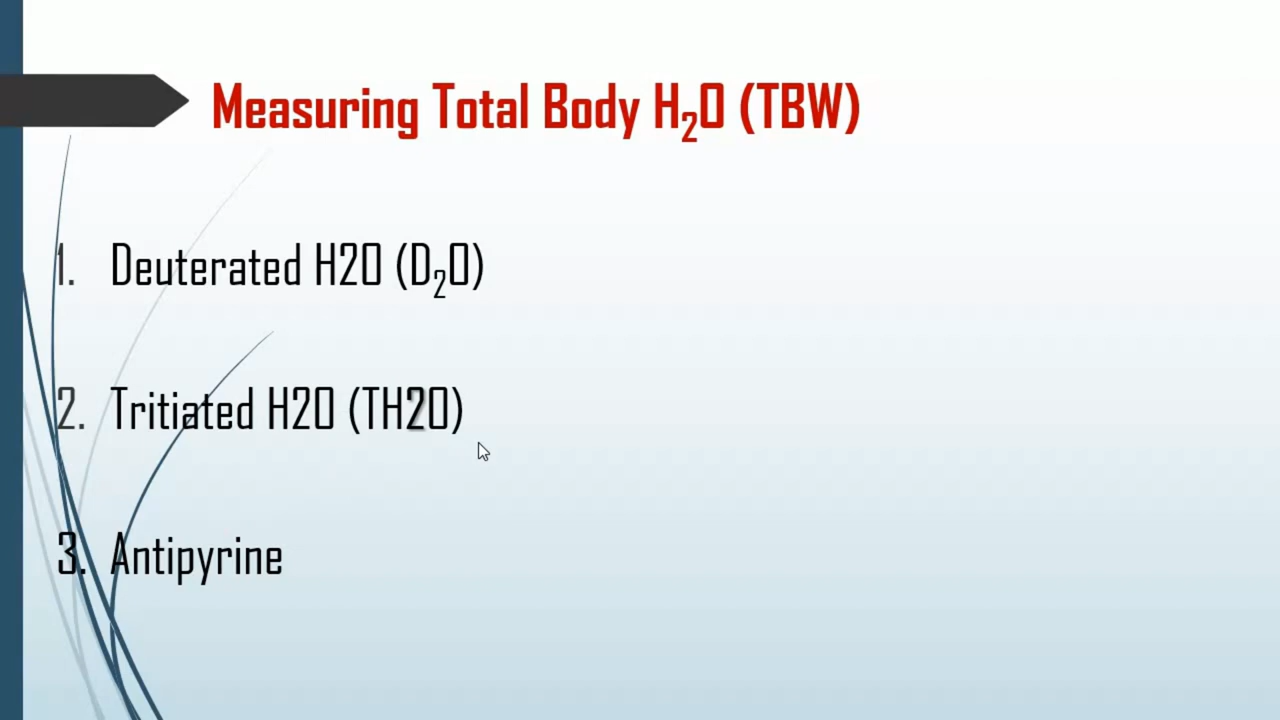 Measuring Total Body H₂O (TBW)
1. Deuterated H2O (D₂O)
2. Tritiated H2O (TH2O)
3. Antipyrine